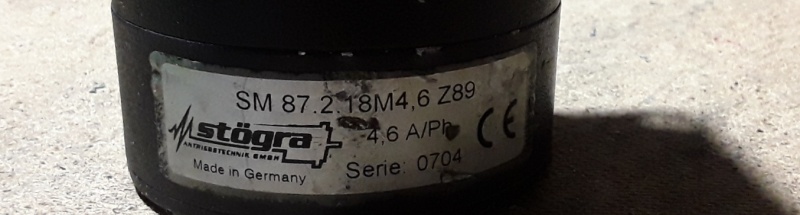 SM 87.2.18M4,6 Z89
stögra
ANTRIEBSTECHNIK GMBH
4,6 A/Ph
CE
Made in Germany
Serie: 0704